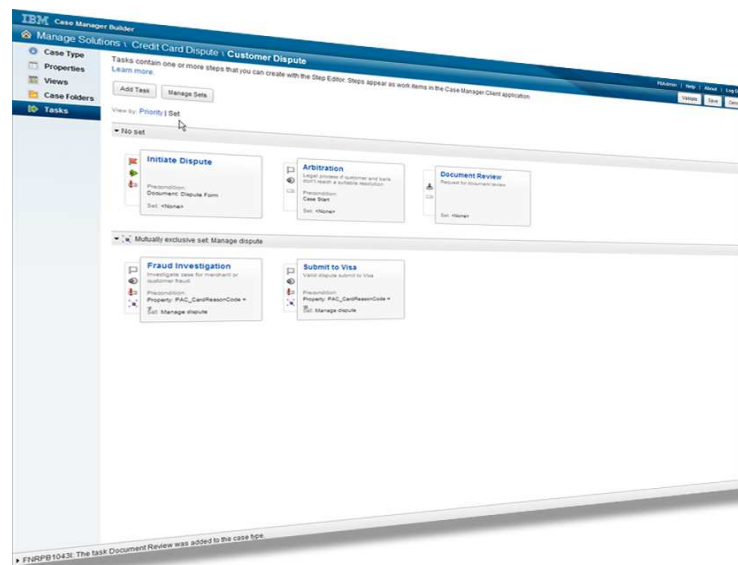 IBM Case Manager Builder
Manage Solutions \ Credit Card Dispute \ Customer Dispute
Help | About | Log O
Validate Save
Case Type
Properties
Views
Case Folders
Tasks
Tasks contain one or more steps that you can create with the Step Editor. Steps appear as work items in the Case Manager Client application.
Learn more.
Add Task Manage Sets
View by: Priority | Set
No set
Initiate Dispute
Precondition:
Document: Dispute Form
Set: <None>
Arbitration
Legal process if customer and bank
don't reach a suitable resolution
Precondition:
Case Start
Set: <None>
Document Review
Request for document review
Set: <None>
Mutually exclusive set: Manage dispute
Fraud Investigation
Investigate case for merchant or
customer fraud
Precondition:
Property: PAC_CardReasonCode =
Set: Manage dispute
Submit to Visa
Valid dispute submit to Visa
Precondition:
Property: PAC_CardReasonCode =
Set: Manage dispute
FNRPB1043I: The task Document Review was added to the case type.